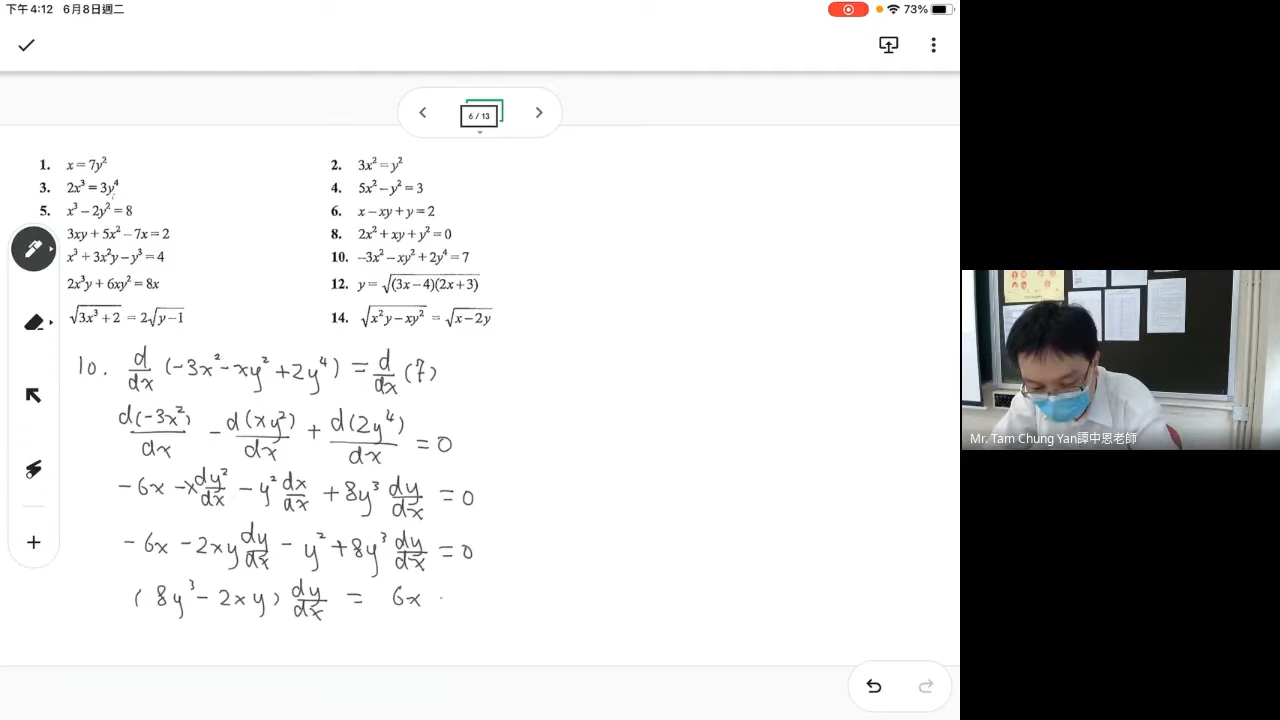 下午4:12 6月8日週二
73%
6 / 13
1. x = 7y²
2. 3x² = y²
3. 2x³ = 3y⁴
4. 5x² − y² = 3
5. x³ − 2y² = 8
6. x − xy + y = 2
3xy + 5x² − 7x = 2
8. 2x² + xy + y² = 0
x³ + 3x²y − y³ = 4
10. −3x² − xy² + 2y⁴ = 7
2x³y + 6xy² = 8x
12. y = √((3x − 4)(2x + 3))
√(3x³ + 2) = 2√(y − 1)
14. √(x²y − xy²) = √(x − 2y)
10. d/dx (−3x² − xy² + 2y⁴) = d/dx (7)
d(−3x²)/dx − d(xy²)/dx + d(2y⁴)/dx = 0
−6x − x dy²/dx − y² dx/dx + 8y³ dy/dx = 0
−6x − 2xy dy/dx − y² + 8y³ dy/dx = 0
(8y³ − 2xy) dy/dx = 6x
Mr. Tam Chung Yan譚中恩老師